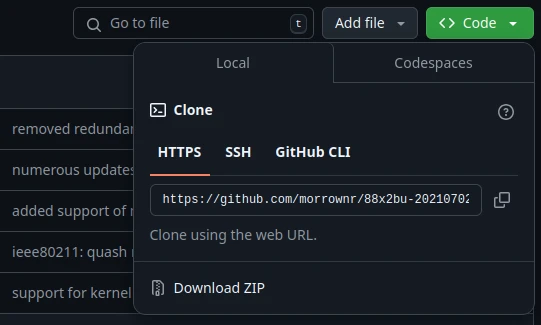 Go to file t Add file Code
Local Codespaces
Clone
removed redundan
HTTPS SSH GitHub CLI
numerous updates
https://github.com/morrownr/88x2bu-20210702
added support of
Clone using the web URL.
ieee80211: quash
Download ZIP
support for kernel